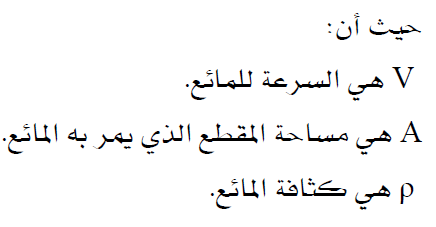 حيث أن:
V هي السرعة للمائع.
A هي مساحة المقطع الذي يمر به المائع.
ρ هي كثافة المائع.